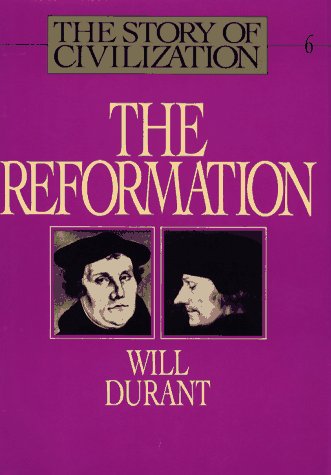 THE STORY OF
CIVILIZATION
6
THE
REFORMATION
WILL
DURANT